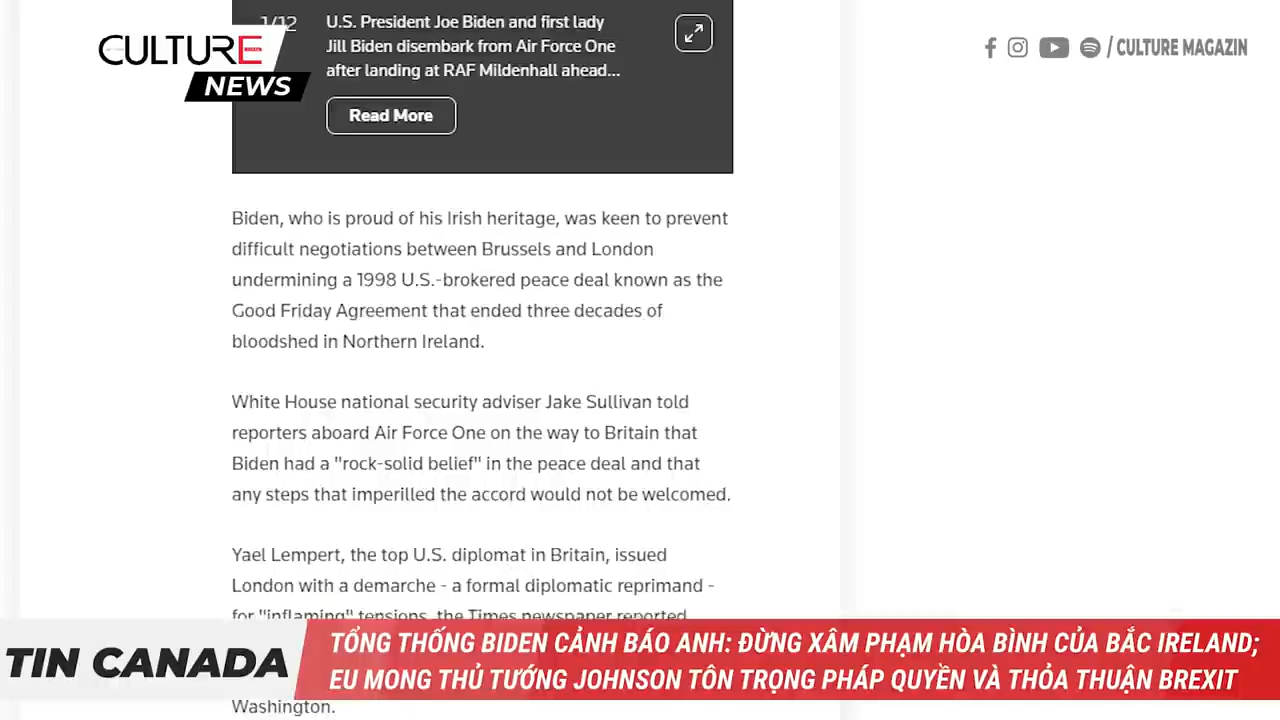 1/12
U.S. President Joe Biden and first lady
Jill Biden disembark from Air Force One
after landing at RAF Mildenhall ahead...
Read More
CULTURE
NEWS
/ CULTURE MAGAZIN
Biden, who is proud of his Irish heritage, was keen to prevent
difficult negotiations between Brussels and London
undermining a 1998 U.S.-brokered peace deal known as the
Good Friday Agreement that ended three decades of
bloodshed in Northern Ireland.
White House national security adviser Jake Sullivan told
reporters aboard Air Force One on the way to Britain that
Biden had a "rock-solid belief" in the peace deal and that
any steps that imperilled the accord would not be welcomed.
Yael Lempert, the top U.S. diplomat in Britain, issued
London with a demarche - a formal diplomatic reprimand -
for "inflaming" tensions, the Times newspaper reported
TIN CANADA
TỔNG THỐNG BIDEN CẢNH BÁO ANH: ĐỪNG XÂM PHẠM HÒA BÌNH CỦA BẮC IRELAND;
EU MONG THỦ TƯỚNG JOHNSON TÔN TRỌNG PHÁP QUYỀN VÀ THỎA THUẬN BREXIT
Washington.